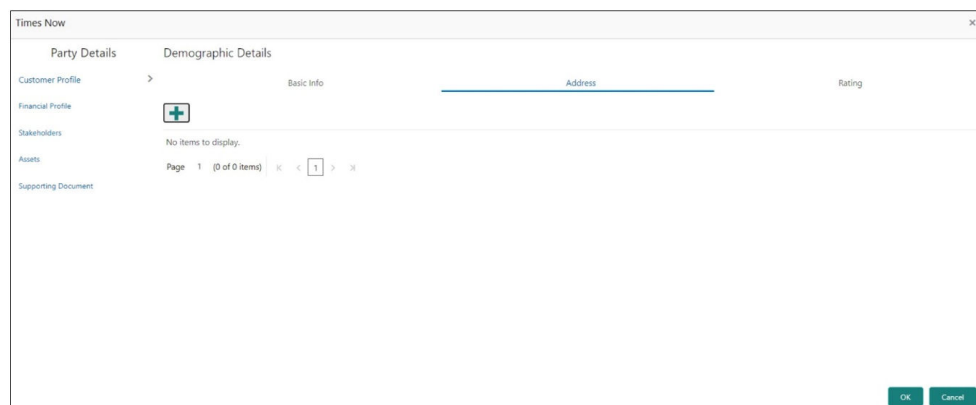 Times Now
Party Details
Demographic Details
Customer Profile
Financial Profile
Stakeholders
Assets
Supporting Document
Basic Info
Address
Rating
No items to display.
Page 1 (0 of 0 items) 1
OK
Cancel